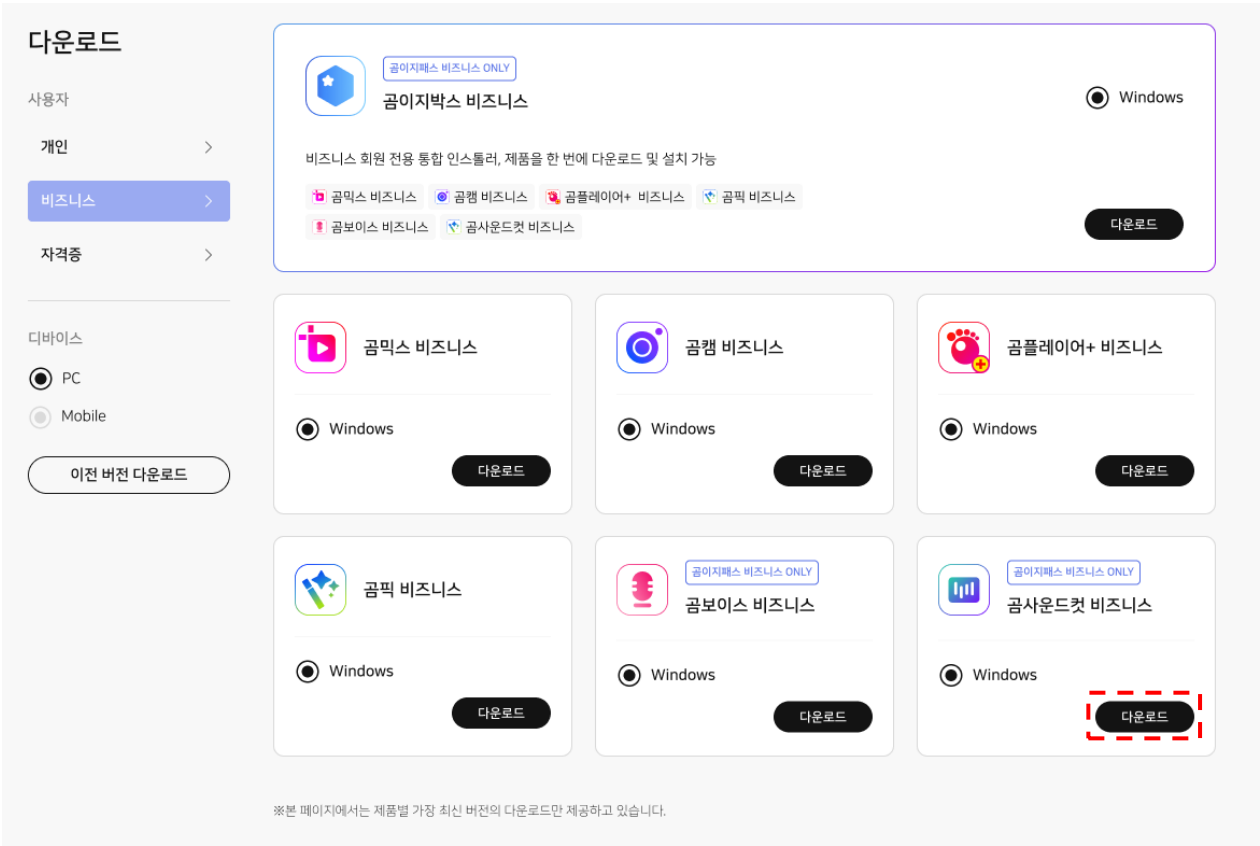 다운로드
사용자
개인
비즈니스
자격증
디바이스
PC
Mobile
이전 버전 다운로드
곰이지패스 비즈니스 ONLY
곰이지박스 비즈니스
Windows
비즈니스 회원 전용 통합 인스톨러, 제품을 한 번에 다운로드 및 설치 가능
곰믹스 비즈니스 곰캠 비즈니스 곰플레이어+ 비즈니스 곰픽 비즈니스
곰보이스 비즈니스 곰사운드컷 비즈니스
다운로드
곰믹스 비즈니스
Windows
다운로드
곰캠 비즈니스
Windows
다운로드
곰플레이어+ 비즈니스
Windows
다운로드
곰픽 비즈니스
Windows
다운로드
곰이지패스 비즈니스 ONLY
곰보이스 비즈니스
Windows
다운로드
곰이지패스 비즈니스 ONLY
곰사운드컷 비즈니스
Windows
다운로드
※본 페이지에서는 제품별 가장 최신 버전의 다운로드만 제공하고 있습니다.